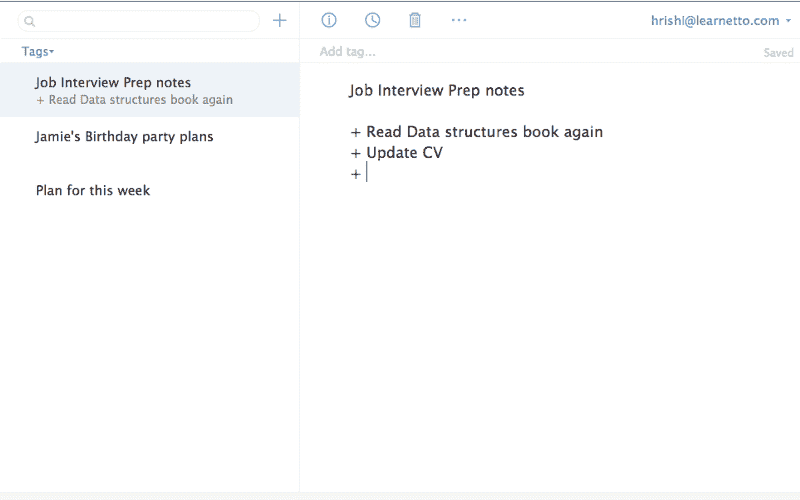 hrishi@learnetto.com
Tags
Add tag...
Saved
Job Interview Prep notes
+ Read Data structures book again
Jamie's Birthday party plans
Plan for this week
Job Interview Prep notes
+ Read Data structures book again
+ Update CV
+